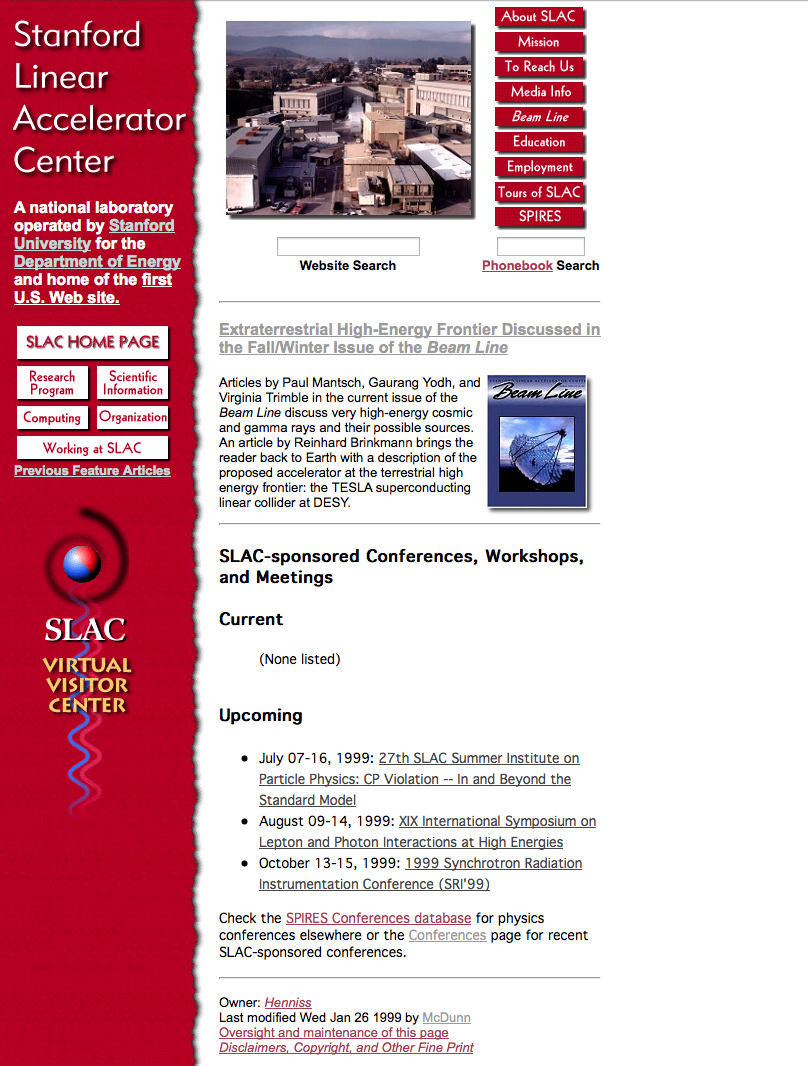 Stanford
Linear
Accelerator
Center
A national laboratory
operated by Stanford
University for the
Department of Energy
and home of the first
U.S. Web site.
SLAC HOME PAGE
Research
Program
Scientific
Information
Computing
Organization
Working at SLAC
Previous Feature Articles
SLAC
VIRTUAL
VISITOR
CENTER
About SLAC
Mission
To Reach Us
Media Info
Beam Line
Education
Employment
Tours of SLAC
SPIRES
Website Search
Phonebook Search
Extraterrestrial High-Energy Frontier Discussed in
the Fall/Winter Issue of the Beam Line
Articles by Paul Mantsch, Gaurang Yodh, and
Virginia Trimble in the current issue of the
Beam Line discuss very high-energy cosmic
and gamma rays and their possible sources.
An article by Reinhard Brinkmann brings the
reader back to Earth with a description of the
proposed accelerator at the terrestrial high
energy frontier: the TESLA superconducting
linear collider at DESY.
Beam Line
SLAC-sponsored Conferences, Workshops,
and Meetings
Current
(None listed)
Upcoming
• July 07-16, 1999: 27th SLAC Summer Institute on
Particle Physics: CP Violation -- In and Beyond the
Standard Model
• August 09-14, 1999: XIX International Symposium on
Lepton and Photon Interactions at High Energies
• October 13-15, 1999: 1999 Synchrotron Radiation
Instrumentation Conference (SRI'99)
Check the SPIRES Conferences database for physics
conferences elsewhere or the Conferences page for recent
SLAC-sponsored conferences.
Owner: Henniss
Last modified Wed Jan 26 1999 by McDunn
Oversight and maintenance of this page
Disclaimers, Copyright, and Other Fine Print